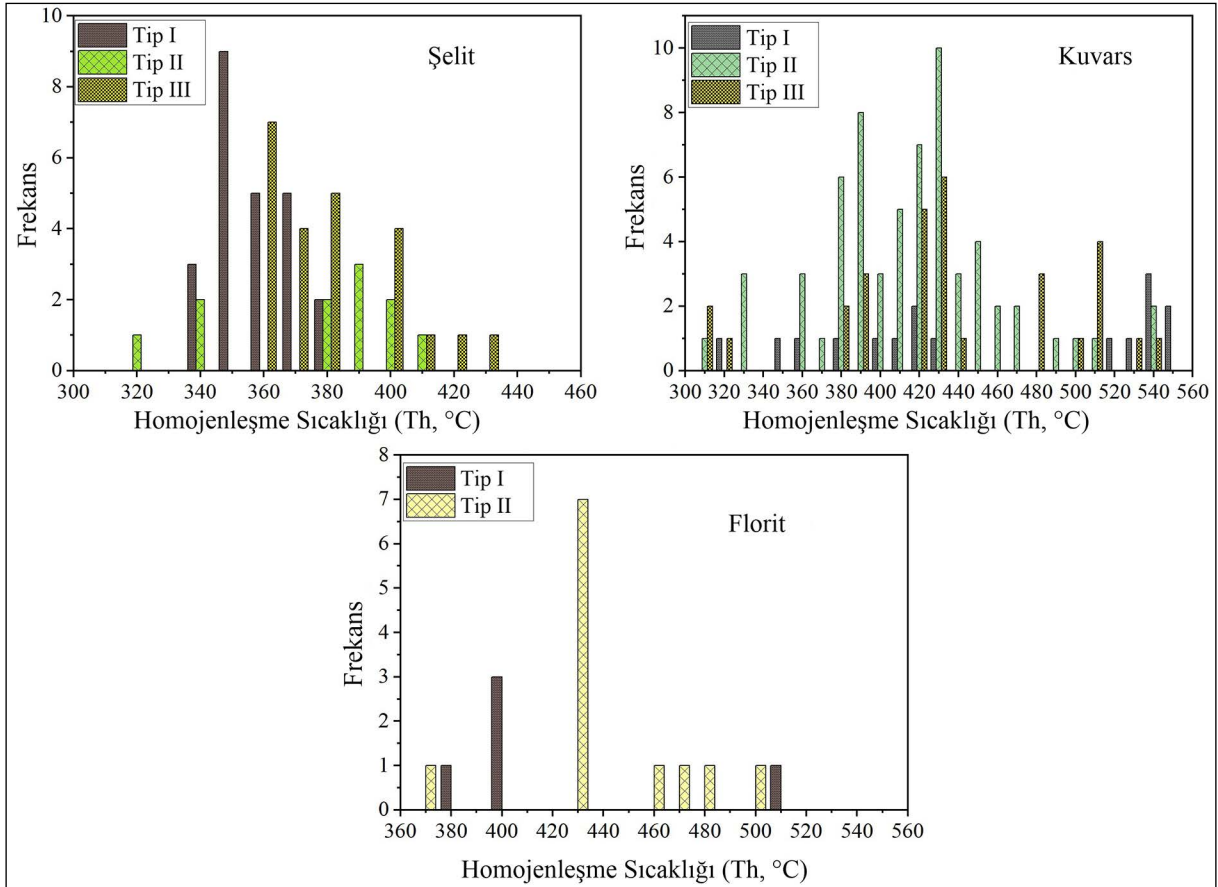 Şelit
Tip I
Tip II
Tip III
10
8
6
4
2
0
Frekans
300 320 340 360 380 400 420 440 460
Homojenleşme Sıcaklığı (Th, °C)
Kuvars
Tip I
Tip II
Tip III
10
8
6
4
2
0
Frekans
300 320 340 360 380 400 420 440 460 480 500 520 540 560
Homojenleşme Sıcaklığı (Th, °C)
Florit
Tip I
Tip II
8
7
6
5
4
3
2
1
0
Frekans
360 380 400 420 440 460 480 500 520 540 560
Homojenleşme Sıcaklığı (Th, °C)